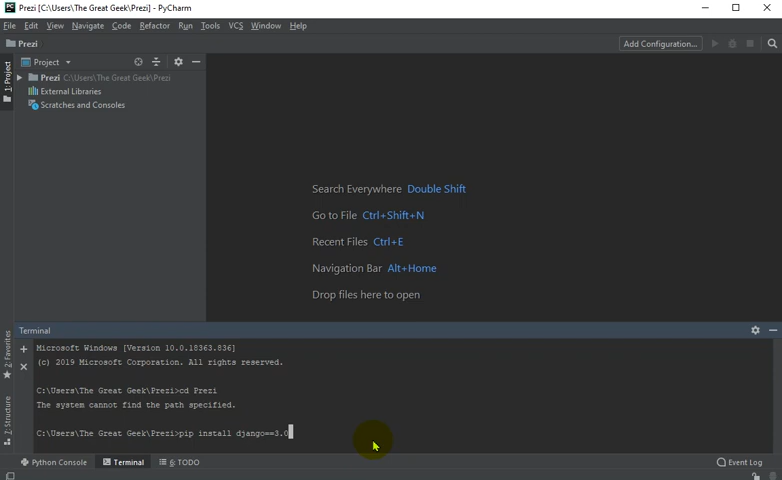 Prezi [C:\Users\The Great Geek\Prezi] - PyCharm
File Edit View Navigate Code Refactor Run Tools VCS Window Help
Prezi
Add Configuration...
1: Project
Project
Prezi C:\Users\The Great Geek\Prezi
External Libraries
Scratches and Consoles
Search Everywhere Double Shift
Go to File Ctrl+Shift+N
Recent Files Ctrl+E
Navigation Bar Alt+Home
Drop files here to open
2: Favorites
7: Structure
Terminal
Microsoft Windows [Version 10.0.18363.836]
(c) 2019 Microsoft Corporation. All rights reserved.
C:\Users\The Great Geek\Prezi>cd Prezi
The system cannot find the path specified.
C:\Users\The Great Geek\Prezi>pip install django==3.0
Python Console Terminal 6: TODO Event Log